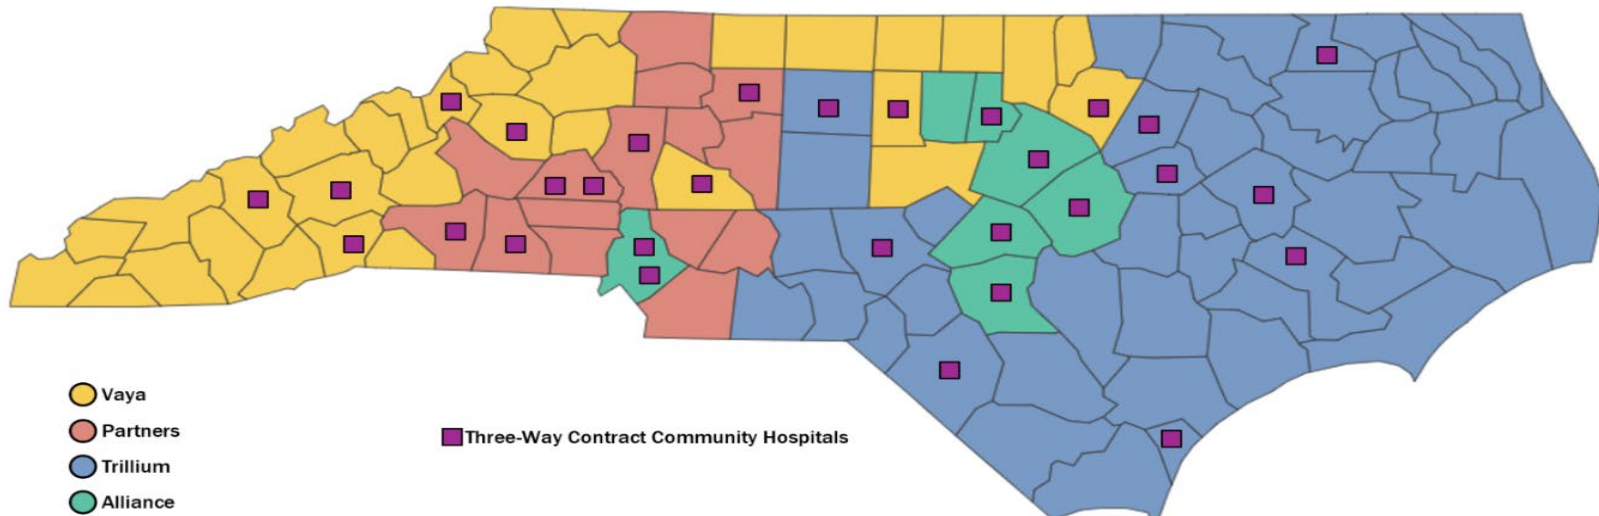 Vaya
Partners
Three-Way Contract Community Hospitals
Trillium
Alliance